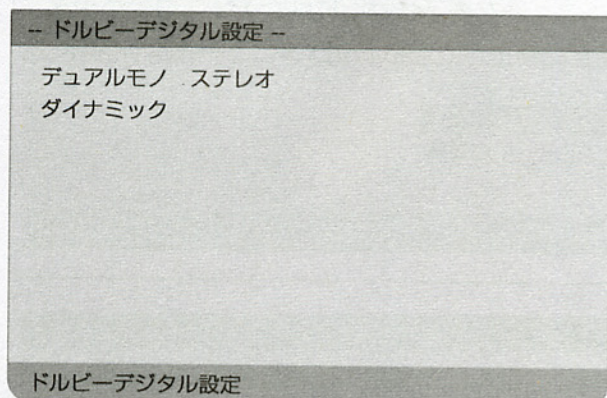 -- ドルビーデジタル設定 --
デュアルモノ ステレオ
ダイナミック
ドルビーデジタル設定